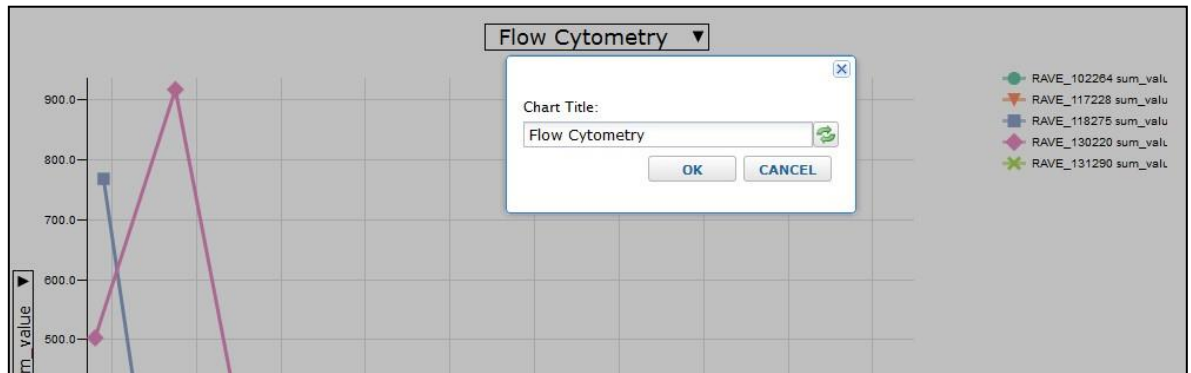 Flow Cytometry ▼
Chart Title:
Flow Cytometry
OK CANCEL
RAVE_102264 sum_valu
RAVE_117228 sum_valu
RAVE_118275 sum_valu
RAVE_130220 sum_valu
RAVE_131290 sum_valu
900.0
800.0
700.0
600.0
500.0
m_value